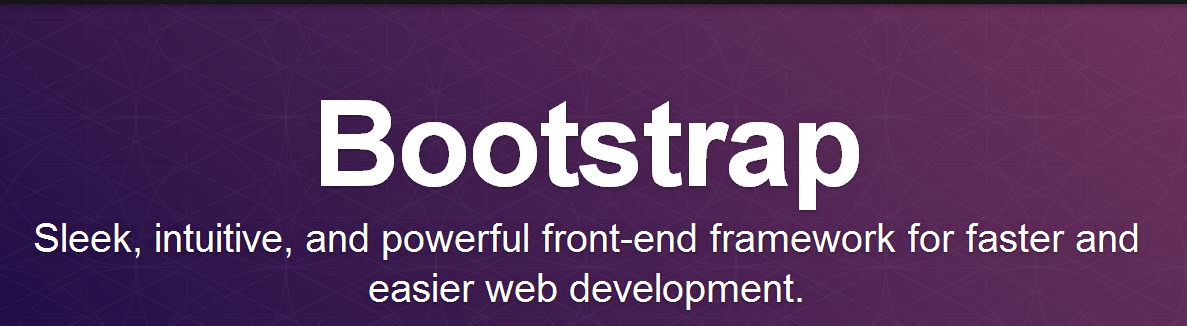 Bootstrap
Sleek, intuitive, and powerful front-end framework for faster and
easier web development.